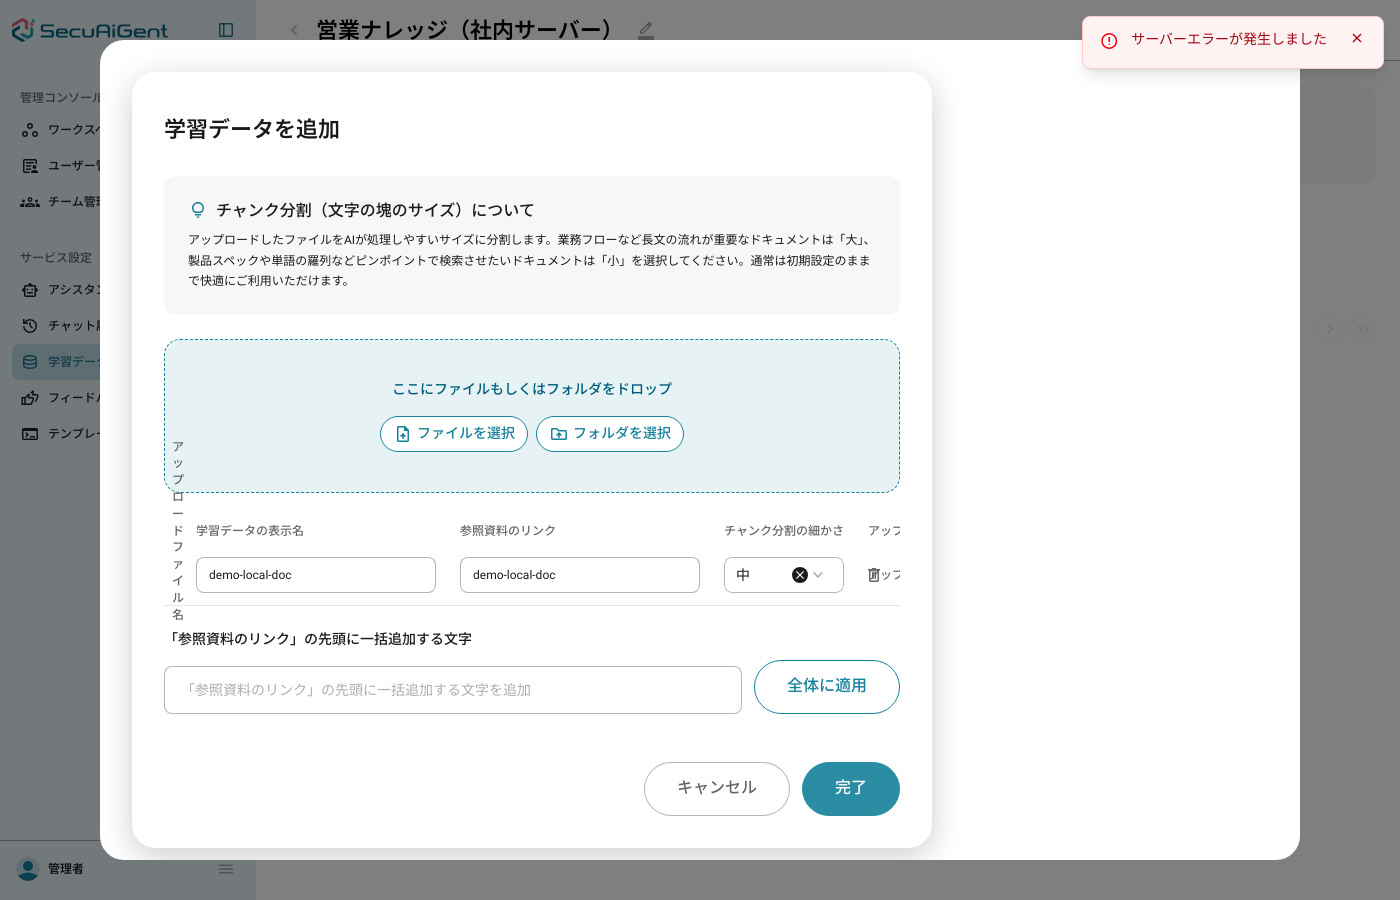 SecuAiGent
営業ナレッジ（社内サーバー）
サーバーエラーが発生しました
管理コンソール
ワークスペ
ユーザー管
チーム管理
サービス設定
アシスタン
チャット履
学習データ
フィードバ
テンプレー
管理者
学習データを追加
チャンク分割（文字の塊のサイズ）について
アップロードしたファイルをAIが処理しやすいサイズに分割します。業務フローなど長文の流れが重要なドキュメントは「大」、
製品スペックや単語の羅列などピンポイントで検索させたいドキュメントは「小」を選択してください。通常は初期設定のまま
で快適にご利用いただけます。
ここにファイルもしくはフォルダをドロップ
ファイルを選択
フォルダを選択
アップロードファイル名
学習データの表示名
参照資料のリンク
チャンク分割の細かさ
アップ
demo-local-doc
demo-local-doc
中
「参照資料のリンク」の先頭に一括追加する文字
「参照資料のリンク」の先頭に一括追加する文字を追加
全体に適用
キャンセル
完了